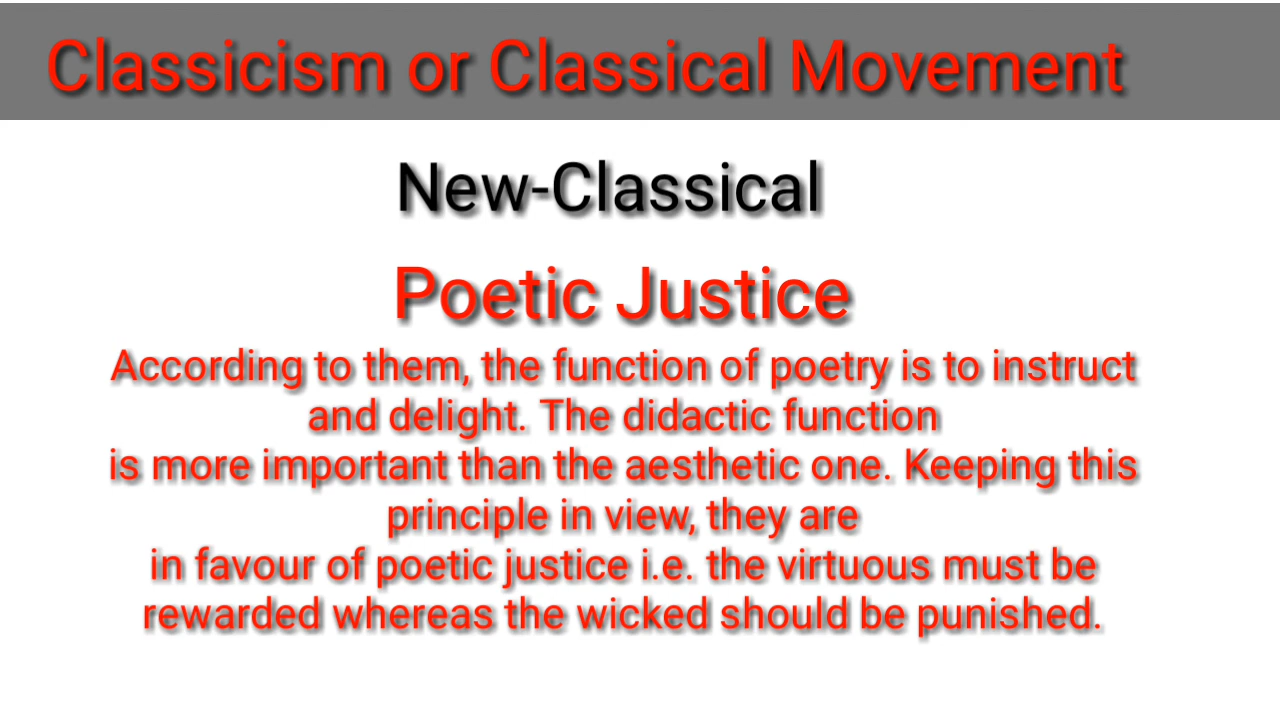 Classicism or Classical Movement
New-Classical
Poetic Justice
According to them, the function of poetry is to instruct
and delight. The didactic function
is more important than the aesthetic one. Keeping this
principle in view, they are
in favour of poetic justice i.e. the virtuous must be
rewarded whereas the wicked should be punished.